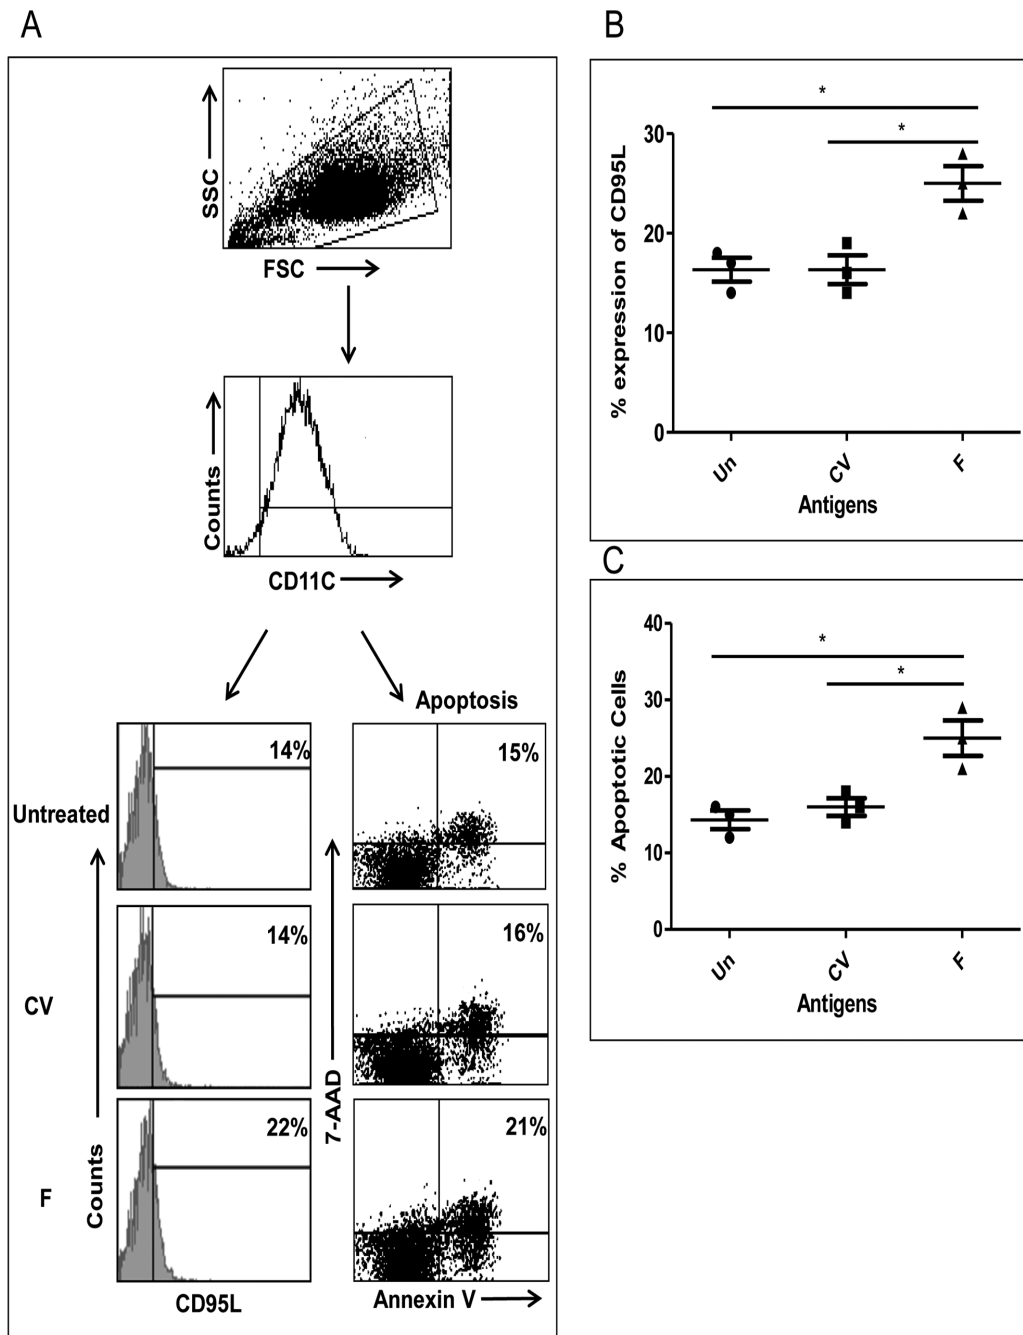 A
SSC
FSC
Counts
CD11C
Apoptosis
Untreated
14%
15%
CV
14%
16%
F
22%
21%
Counts
7-AAD
CD95L
Annexin V
B
*
*
% expression of CD95L
30
20
10
0
Un
CV
F
Antigens
C
*
*
% Apoptotic Cells
40
30
20
10
0
Un
CV
F
Antigens